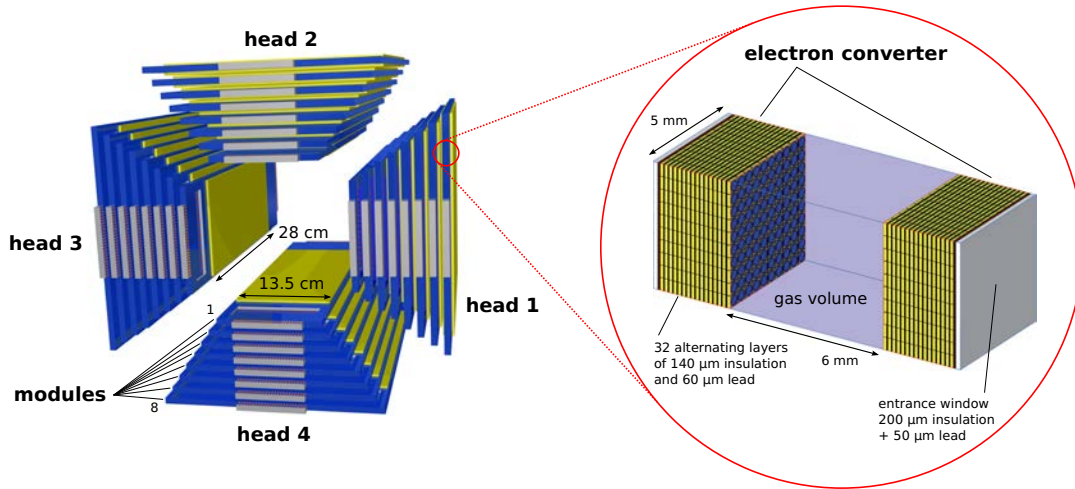 head 2
head 3
28 cm
13.5 cm
head 1
1
modules
8
head 4
electron converter
5 mm
gas volume
6 mm
32 alternating layers
of 140 µm insulation
and 60 µm lead
entrance window
200 µm insulation
+ 50 µm lead